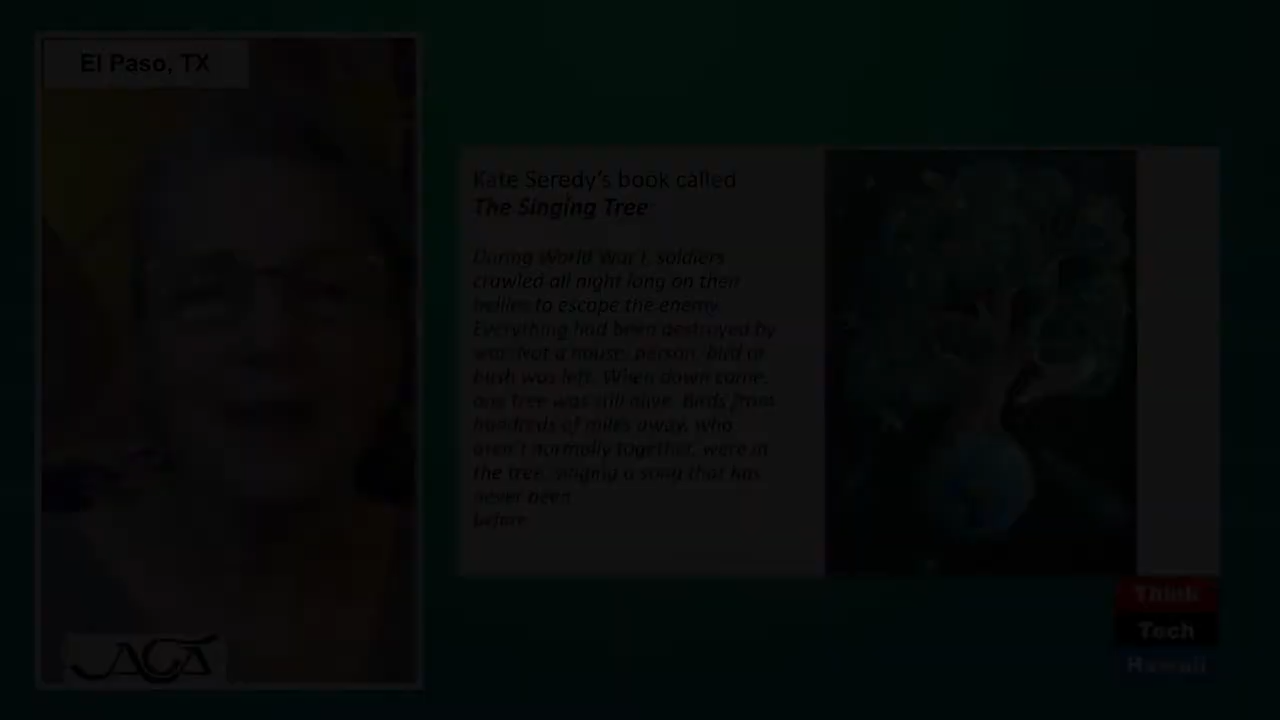 El Paso, TX
Kate Seredy's book called
The Singing Tree
During World War I, soldiers
crawled all night long on their
bellies to escape the enemy.
Everything had been destroyed by
war. Not a house, person, bird or
bush was left. When dawn came,
one tree was still alive. Birds from
hundreds of miles away, who
aren't normally together, were in
the tree, singing a song that has
never been
before
ACA
Think
Tech
Hawaii